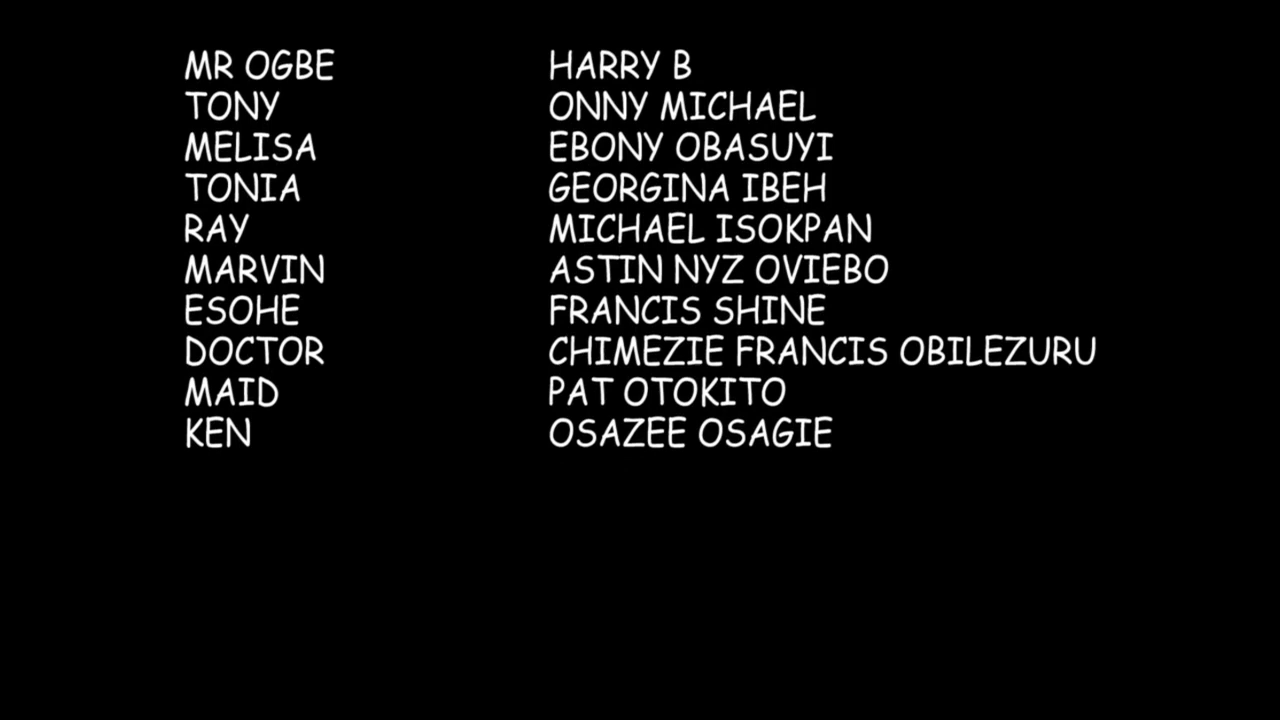 MR OGBE HARRY B
TONY ONNY MICHAEL
MELISA EBONY OBASUYI
TONIA GEORGINA IBEH
RAY MICHAEL ISOKPAN
MARVIN ASTIN NYZ OVIEBO
ESOHE FRANCIS SHINE
DOCTOR CHIMEZIE FRANCIS OBILEZURU
MAID PAT OTOKITO
KEN OSAZEE OSAGIE